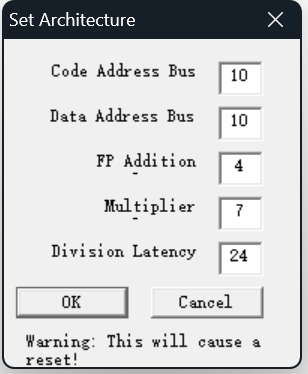 Set Architecture
Code Address Bus 10
Data Address Bus 10
FP Addition 4
Multiplier 7
Division Latency 24
OK Cancel
Warning: This will cause a
reset!